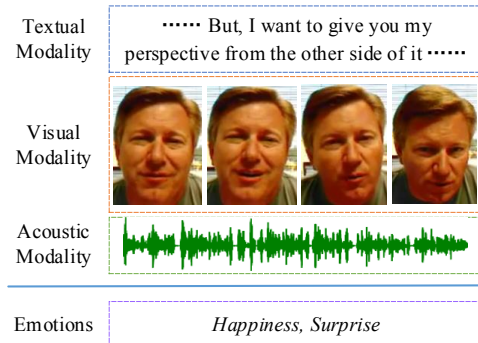 Textual
Modality
······ But, I want to give you my
perspective from the other side of it ······
Visual
Modality
Acoustic
Modality
Emotions
Happiness, Surprise